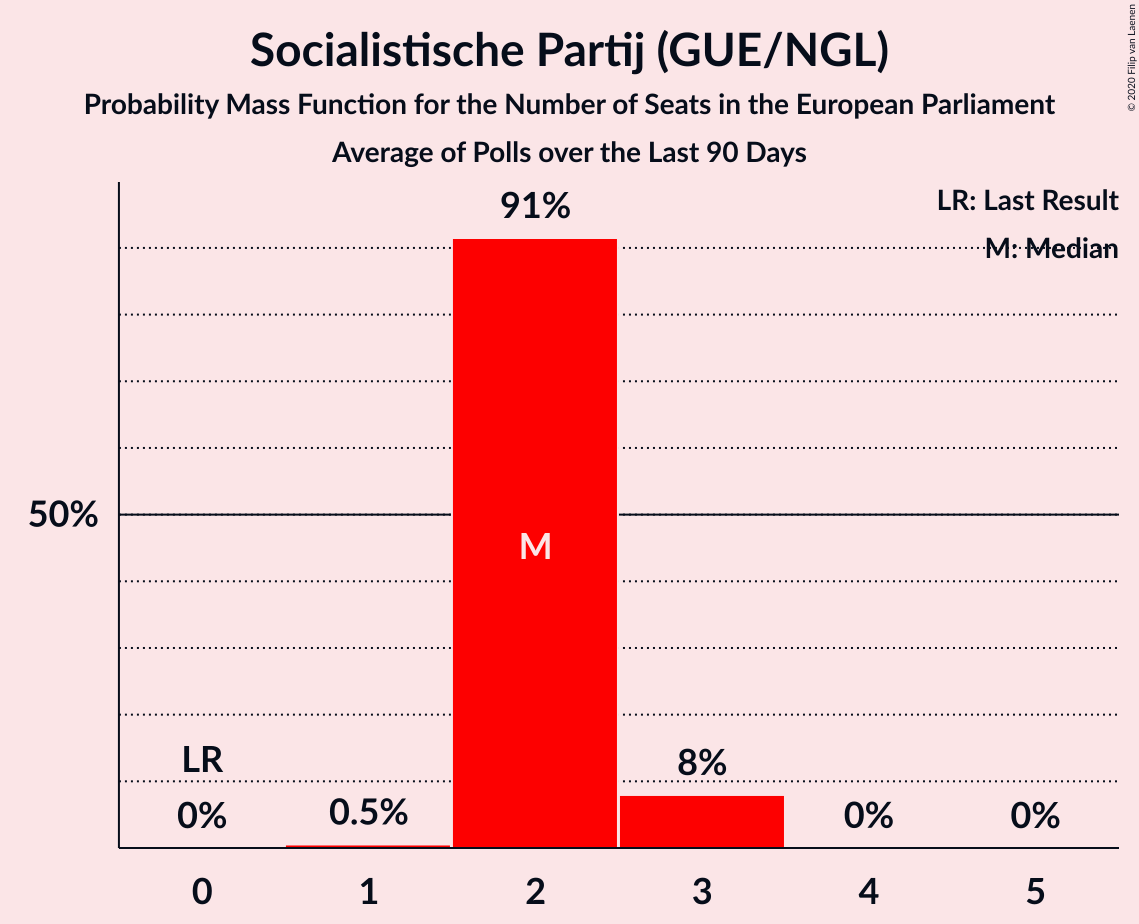 Socialistische Partij (GUE/NGL)
Probability Mass Function for the Number of Seats in the European Parliament
Average of Polls over the Last 90 Days
© 2020 Filip van Laenen
LR: Last Result
M: Median
91%
50%
M
LR
0%
0.5%
8%
0%
0%
0 1 2 3 4 5